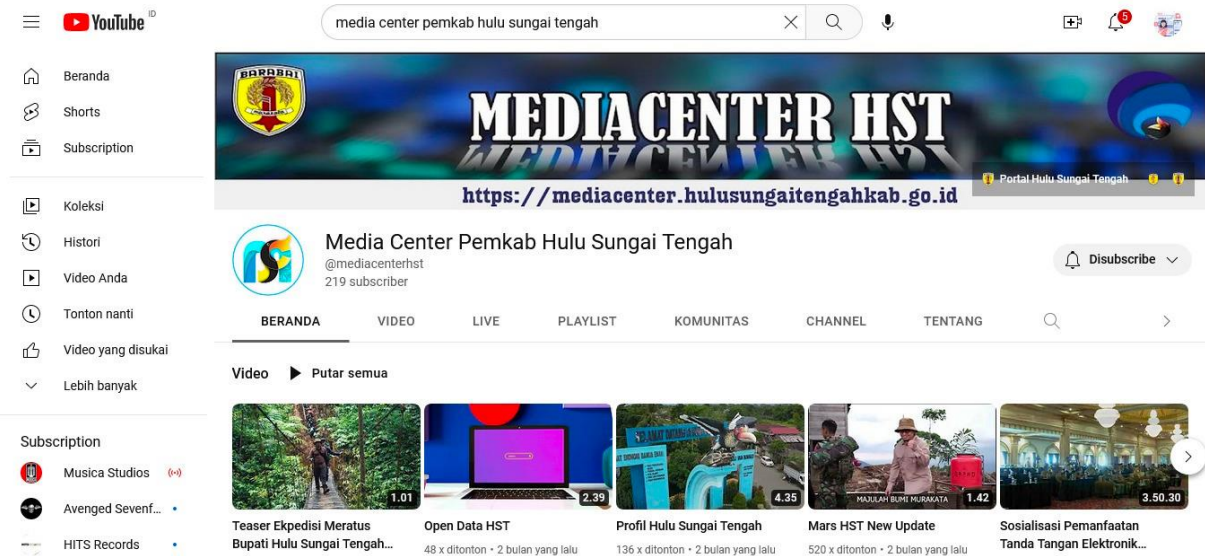 YouTube ID
media center pemkab hulu sungai tengah
5
Beranda
Shorts
Subscription
Koleksi
Histori
Video Anda
Tonton nanti
Video yang disukai
Lebih banyak
Subscription
Musica Studios
Avenged Sevenf...
HITS Records
BARABAI
MEDIACENTER HST
https://mediacenter.hulusungaitengahkab.go.id
Portal Hulu Sungai Tengah
Media Center Pemkab Hulu Sungai Tengah
@mediacenterhst
219 subscriber
Disubscribe
BERANDA VIDEO LIVE PLAYLIST KOMUNITAS CHANNEL TENTANG
Video Putar semua
1.01
2.39
4.35
MAJULAH BUMI MURAKATA
1.42
3.50.30
Teaser Ekpedisi Meratus
Bupati Hulu Sungai Tengah...
Open Data HST
48 x ditonton • 2 bulan yang lalu
Profil Hulu Sungai Tengah
136 x ditonton • 2 bulan yang lalu
Mars HST New Update
520 x ditonton • 2 bulan yang lalu
Sosialisasi Pemanfaatan
Tanda Tangan Elektronik...